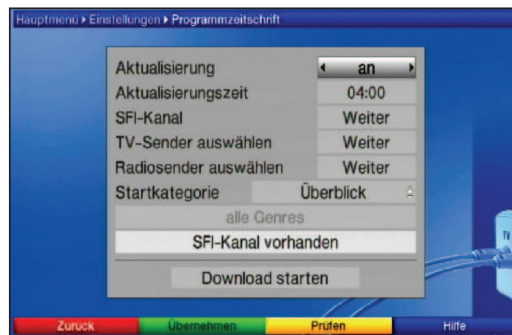 Hauptmenü ▸ Einstellungen ▸ Programmzeitschrift
Aktualisierung ◂ an ▸
Aktualisierungszeit 04:00
SFI-Kanal Weiter
TV-Sender auswählen Weiter
Radiosender auswählen Weiter
Startkategorie Überblick
alle Genres
SFI-Kanal vorhanden
Download starten
TV
Zurück Übernehmen Prüfen Hilfe